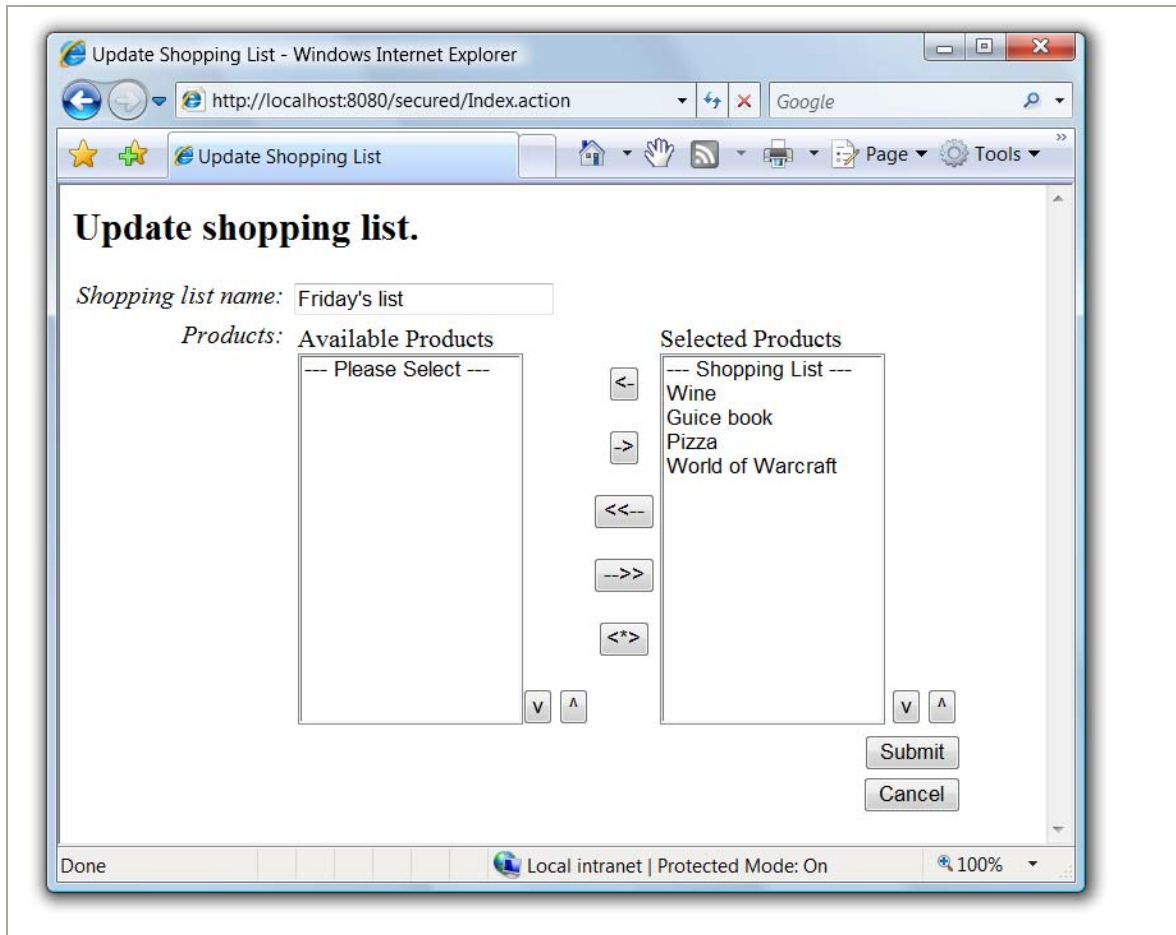 Update Shopping List - Windows Internet Explorer
http://localhost:8080/secured/Index.action
Google
Update Shopping List
Page
Tools
Update shopping list.
Shopping list name: Friday's list
Products: Available Products Selected Products
--- Please Select ---
--- Shopping List ---
Wine
Guice book
Pizza
World of Warcraft
<-
->
<<--
-->>
<*>
v ^ v ^
Submit
Cancel
Done Local intranet | Protected Mode: On 100%